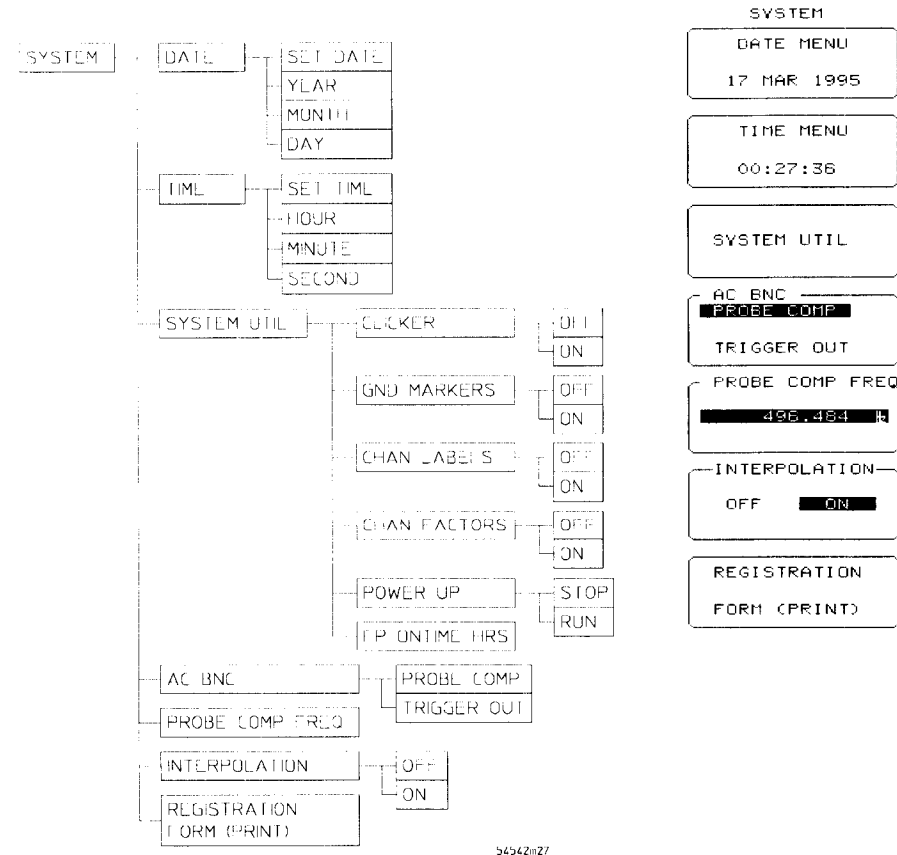 SYSTEM
DATE
SET DATE
YEAR
MONTH
DAY
TIME
SET TIME
HOUR
MINUTE
SECOND
SYSTEM UTIL
CLICKER
OFF
ON
GND MARKERS
OFF
ON
CHAN LABELS
OFF
ON
CHAN FACTORS
OFF
ON
POWER UP
STOP
RUN
FP ONTIME HRS
AC BNC
PROBE COMP
TRIGGER OUT
PROBE COMP FREQ
INTERPOLATION
OFF
ON
REGISTRATION
FORM (PRINT)
SYSTEM
DATE MENU
17 MAR 1995
TIME MENU
00:27:36
SYSTEM UTIL
AC BNC
PROBE COMP
TRIGGER OUT
PROBE COMP FREQ
496.484 Hz
INTERPOLATION
OFF ON
REGISTRATION
FORM (PRINT)
54542m27